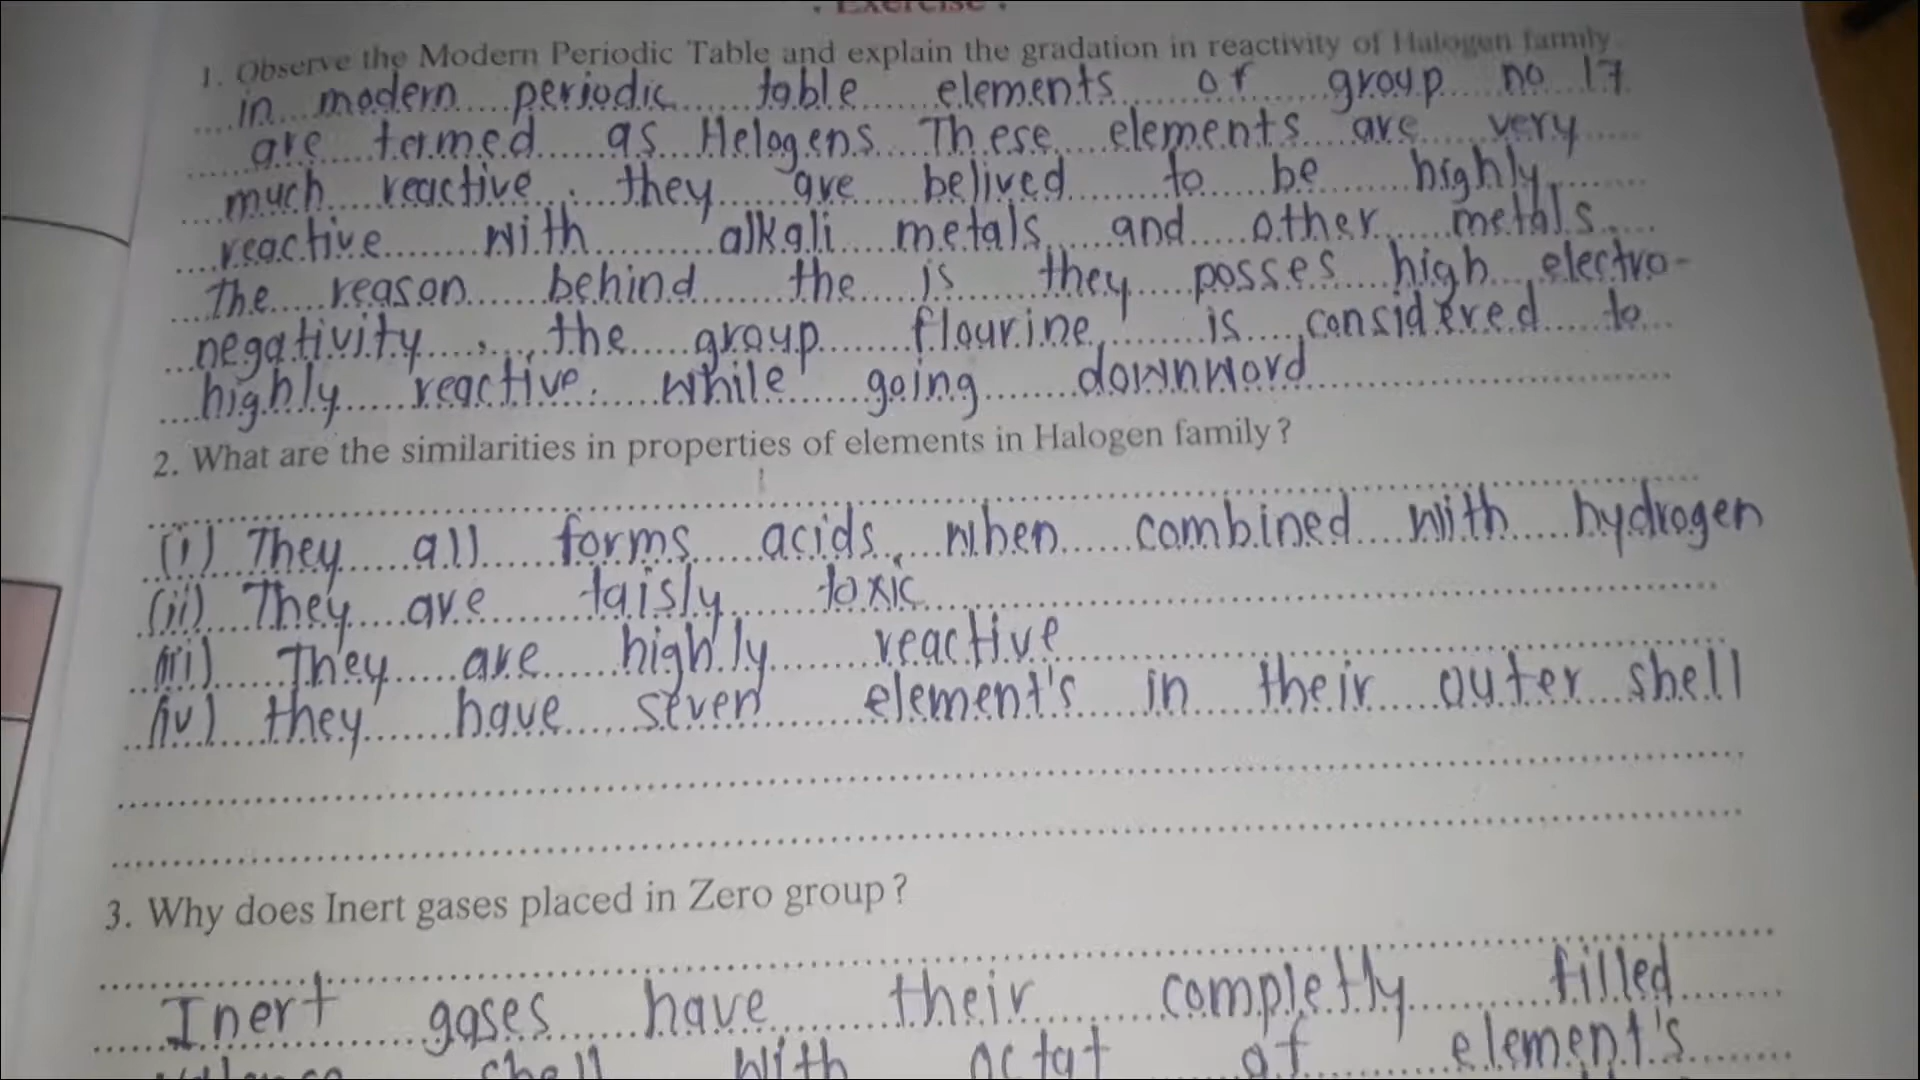 Exercise
1. Observe the Modern Periodic Table and explain the gradation in reactivity of Halogen family
in modern periodic table elements of group no 17
are termed as Helogens These elements are very
much reactive. they are belived to be highly
reactive with alkali metals and other metals.
The reason behind the is they posses high electro-
negativity, the group flourine, is considered to
highly reactive. while going downword
2. What are the similarities in properties of elements in Halogen family?
(i) They all forms acids, when combined with hydrogen
(ii) They are taisly toxic
(iii) They are highly reactive
(iv) they have seven element's in their outer shell
3. Why does Inert gases placed in Zero group?
Inert gases have their completly filled
shell with octat of element's